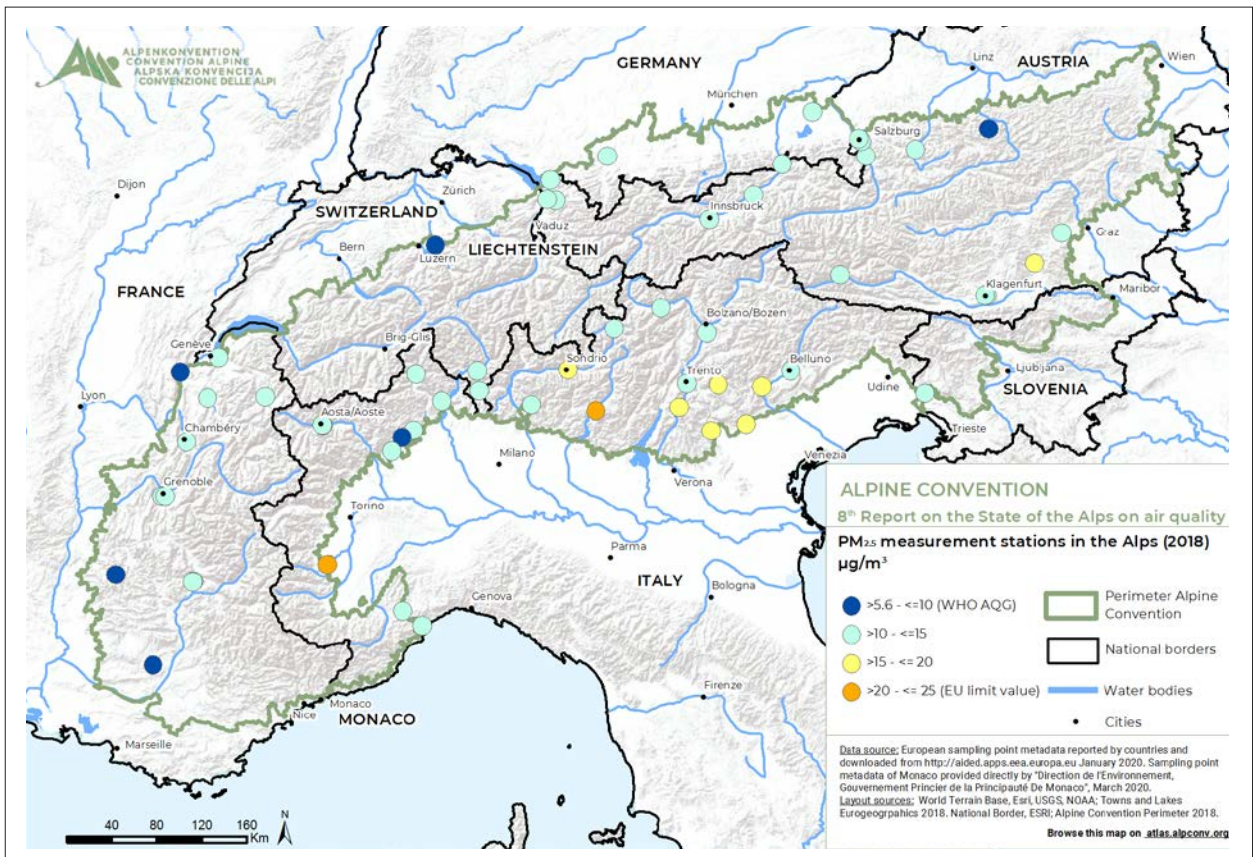 ALPENKONVENTION
CONVENTION ALPINE
ALPSKA KONVENCIJA
CONVENZIONE DELLE ALPI
GERMANY
Linz
AUSTRIA
Wien
München
Salzburg
Dijon
Zürich
SWITZERLAND
Innsbruck
Vaduz
Graz
Bern
Luzern
LIECHTENSTEIN
FRANCE
Klagenfurt
Maribor
Bolzano/Bozen
Genève
Brig-Glis
Sondrio
Belluno
Trento
Ljubljana
Udine
SLOVENIA
Lyon
Aosta/Aoste
Chambéry
Trieste
Milano
Venezia
Verona
Grenoble
Torino
Parma
ITALY
Bologna
Genova
Firenze
Monaco
Nice
MONACO
Marseille
ALPINE CONVENTION
8th Report on the State of the Alps on air quality
PM2.5 measurement stations in the Alps (2018)
µg/m³
>5.6 - <=10 (WHO AQG)
>10 - <=15
>15 - <= 20
>20 - <= 25 (EU limit value)
Perimeter Alpine
Convention
National borders
Water bodies
Cities
Data source: European sampling point metadata reported by countries and
downloaded from http://aided.apps.eea.europa.eu January 2020. Sampling point
metadata of Monaco provided directly by "Direction de l'Environnement,
Gouvernement Princier de la Principauté De Monaco", March 2020.
Layout sources: World Terrain Base, Esri, USGS, NOAA; Towns and Lakes
Eurogeogrpahics 2018. National Border, ESRI; Alpine Convention Perimeter 2018.
Browse this map on atlas.alpconv.org
40 80 120 160
Km
N